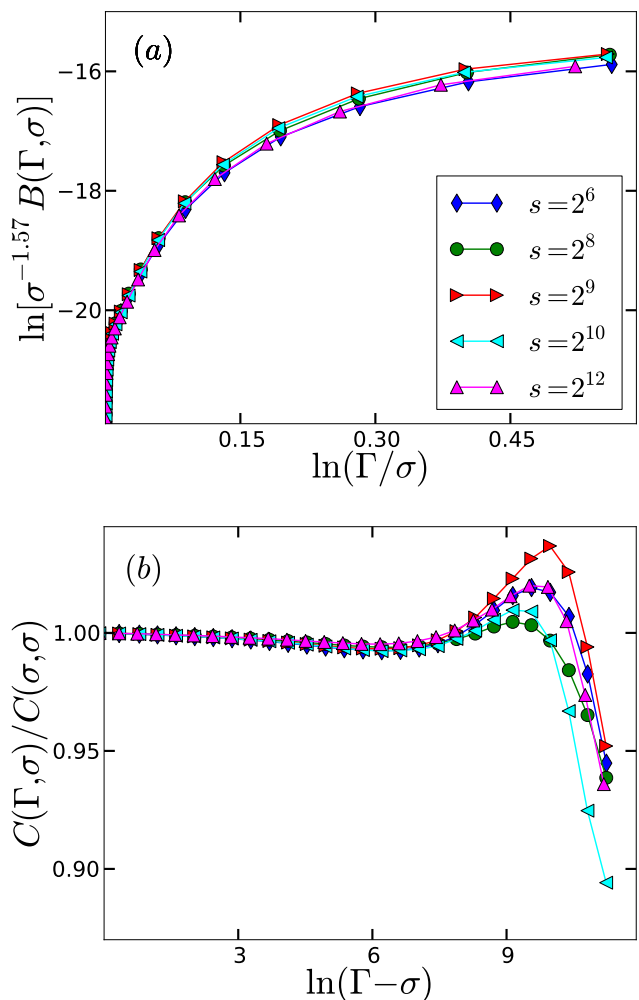 (a)
ln[σ^{-1.57} B(Γ,σ)]
−16
−18
−20
s=2^6
s=2^8
s=2^9
s=2^{10}
s=2^{12}
0.15 0.30 0.45
ln(Γ/σ)
(b)
C(Γ,σ)/C(σ,σ)
1.00
0.95
0.90
3 6 9
ln(Γ−σ)